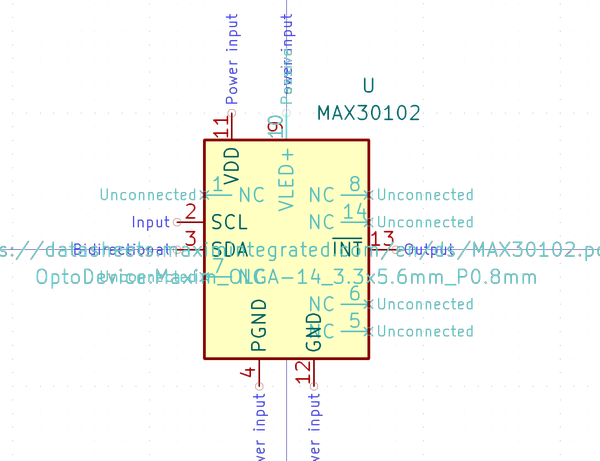 Power input
Power input
U
MAX30102
11
9
10
VDD
VLED+
Unconnected
1
NC
NC
8
Unconnected
NC
14
Unconnected
Input
2
SCL
Bidirectional
3
SDA
INT
13
Output
s://datasheets.maximintegrated.com/en/ds/MAX30102.pd
OptoDevice:Maxim_OLGA-14_3.3x5.6mm_P0.8mm
Unconnected
7
NC
NC
6
Unconnected
NC
5
Unconnected
PGND
GND
4
12
wer input
wer input